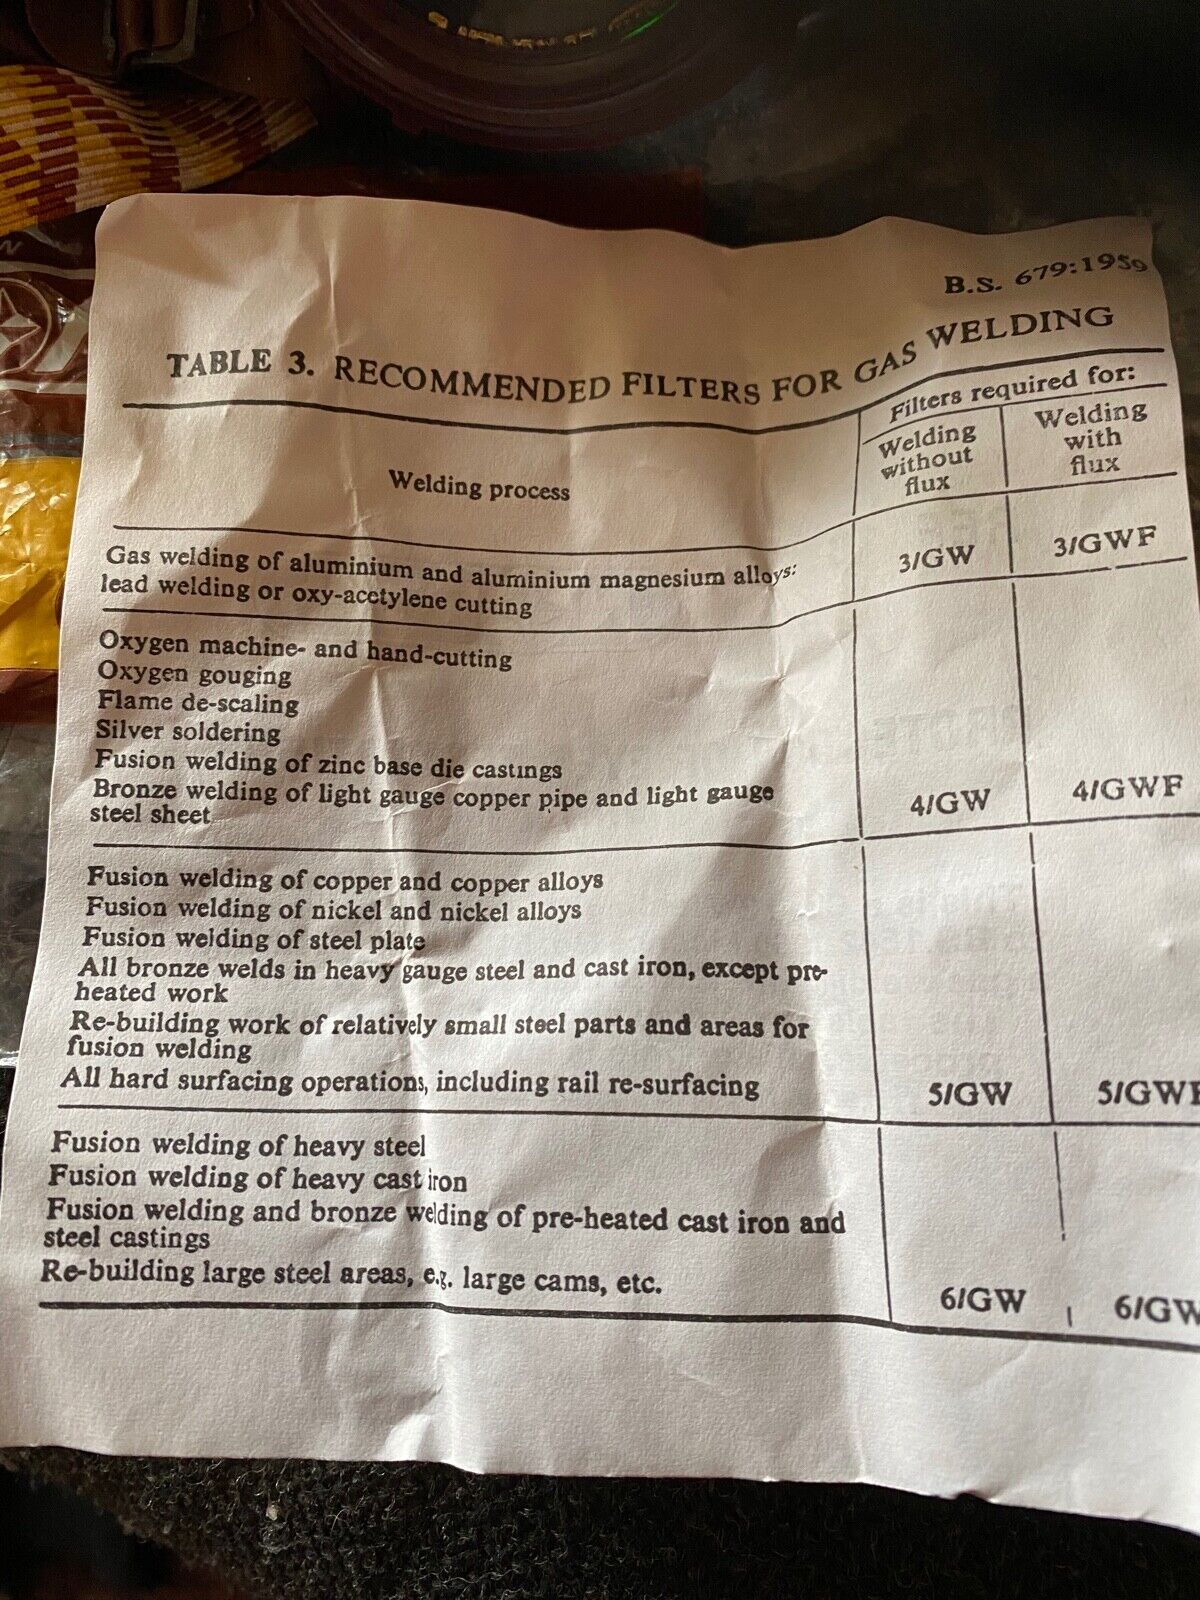 B.S. 679:1959
TABLE 3. RECOMMENDED FILTERS FOR GAS WELDING
Filters required for:
Welding process
Welding
without
flux
Welding
with
flux
Gas welding of aluminium and aluminium magnesium alloys:
lead welding or oxy-acetylene cutting
3/GW
3/GWF
Oxygen machine- and hand-cutting
Oxygen gouging
Flame de-scaling
Silver soldering
Fusion welding of zinc base die castings
Bronze welding of light gauge copper pipe and light gauge
steel sheet
4/GW
4/GWF
Fusion welding of copper and copper alloys
Fusion welding of nickel and nickel alloys
Fusion welding of steel plate
All bronze welds in heavy gauge steel and cast iron, except pre-
heated work
Re-building work of relatively small steel parts and areas for
fusion welding
All hard surfacing operations, including rail re-surfacing
5/GW
5/GWF
Fusion welding of heavy steel
Fusion welding of heavy cast iron
Fusion welding and bronze welding of pre-heated cast iron and
steel castings
Re-building large steel areas, e.g. large cams, etc.
6/GW
6/GW